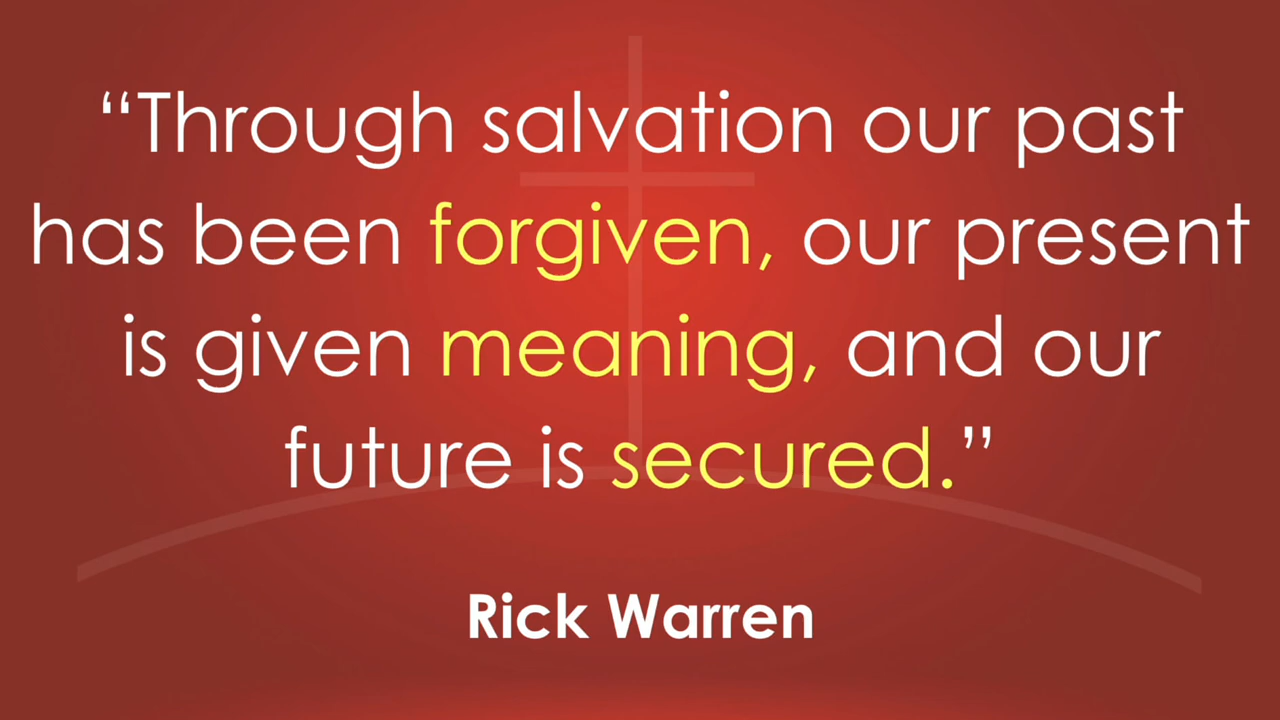 “Through salvation our past
has been forgiven, our present
is given meaning, and our
future is secured.”
Rick Warren